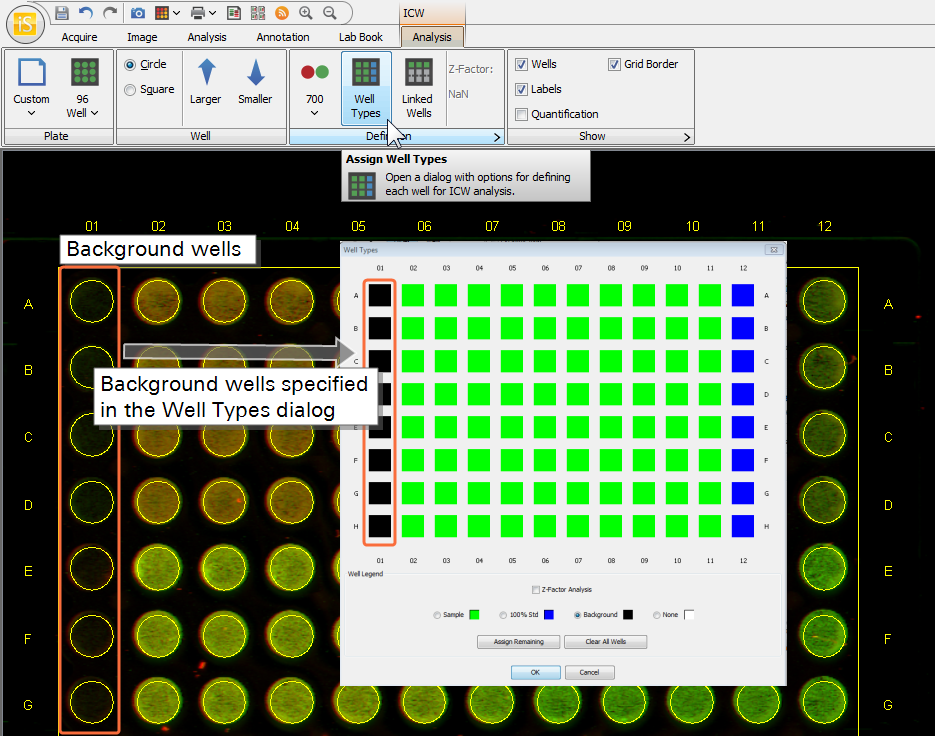 iS
ICW
Acquire Image Analysis Annotation Lab Book Analysis
Custom
96
Well
Circle
Square
Larger
Smaller
700
Well
Types
Linked
Wells
Z-Factor:
NaN
Wells
Grid Border
Labels
Quantification
Plate
Well
Show
Assign Well Types
Open a dialog with options for defining
each well for ICW analysis.
01 02 03 04 05 06 07 08 09 10 11 12
Background wells
Well Types
01 02 03 04 05 06 07 08 09 10 11 12
A A
B B
C C
Background wells specified
in the Well Types dialog
D
E E
F F
G G
H H
01 02 03 04 05 06 07 08 09 10 11 12
Well Legend
Z-Factor Analysis
Sample 100% Std Background None
Assign Remaining Clear All Wells
OK Cancel
A A
B B
C C
D D
E E
F F
G G